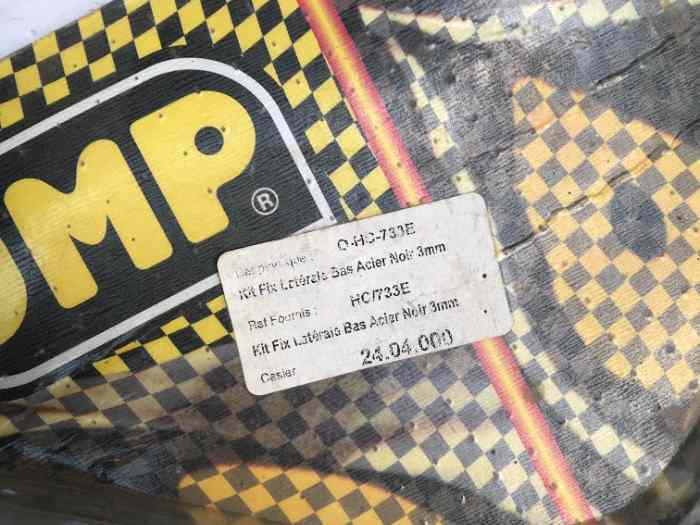 OMP
®
O-HC-733E
Kit Fix Latérale Bas Acier Noir 3mm
Ref Fournis : HC/733E
Kit Fix Latérale Bas Acier Noir 3mm
Casier 24.04.000